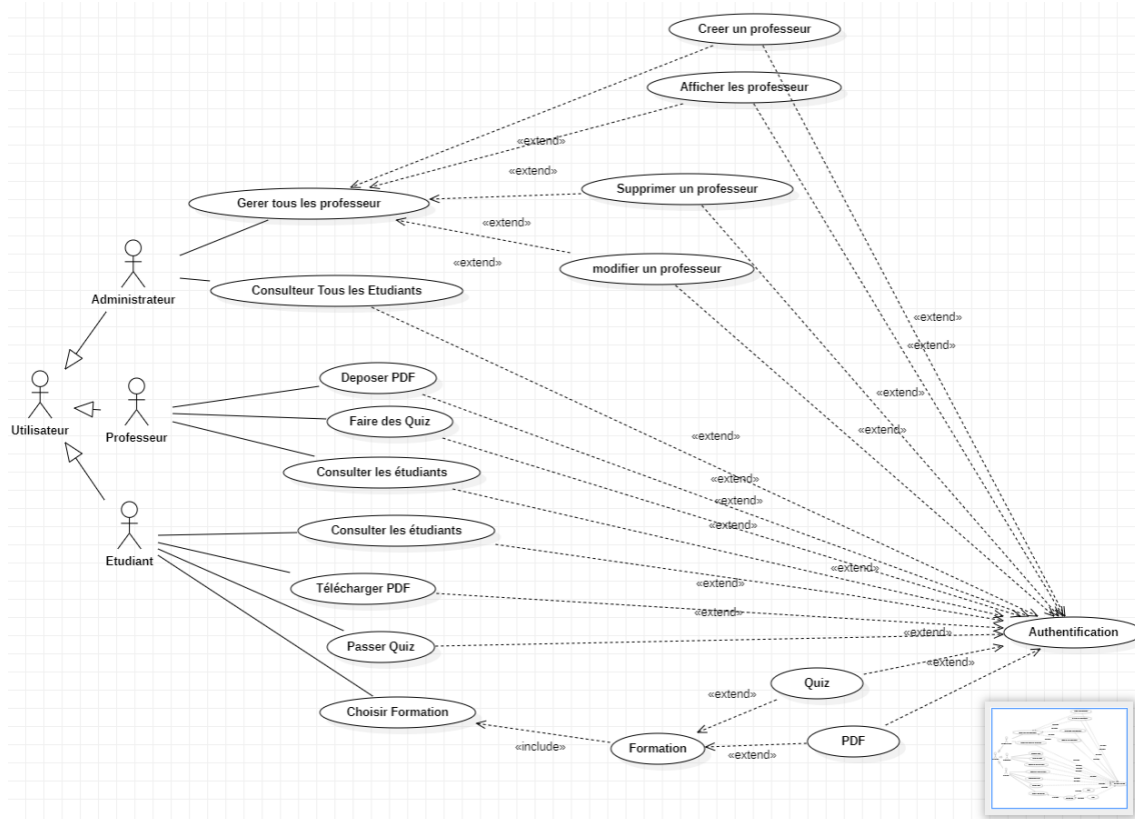 Creer un professeur
Afficher les professeur
«extend»
«extend»
Supprimer un professeur
Gerer tous les professeur
«extend»
«extend»
modifier un professeur
Administrateur
Consulteur Tous les Etudiants
«extend»
«extend»
«extend»
«extend»
Deposer PDF
Faire des Quiz
Utilisateur
Professeur
«extend»
Consulter les étudiants
«extend»
«extend»
«extend»
Consulter les étudiants
Etudiant
«extend»
Télécharger PDF
«extend»
«extend»
Authentification
«extend»
Passer Quiz
«extend»
Quiz
«extend»
Choisir Formation
«include»
Formation
«extend»
PDF